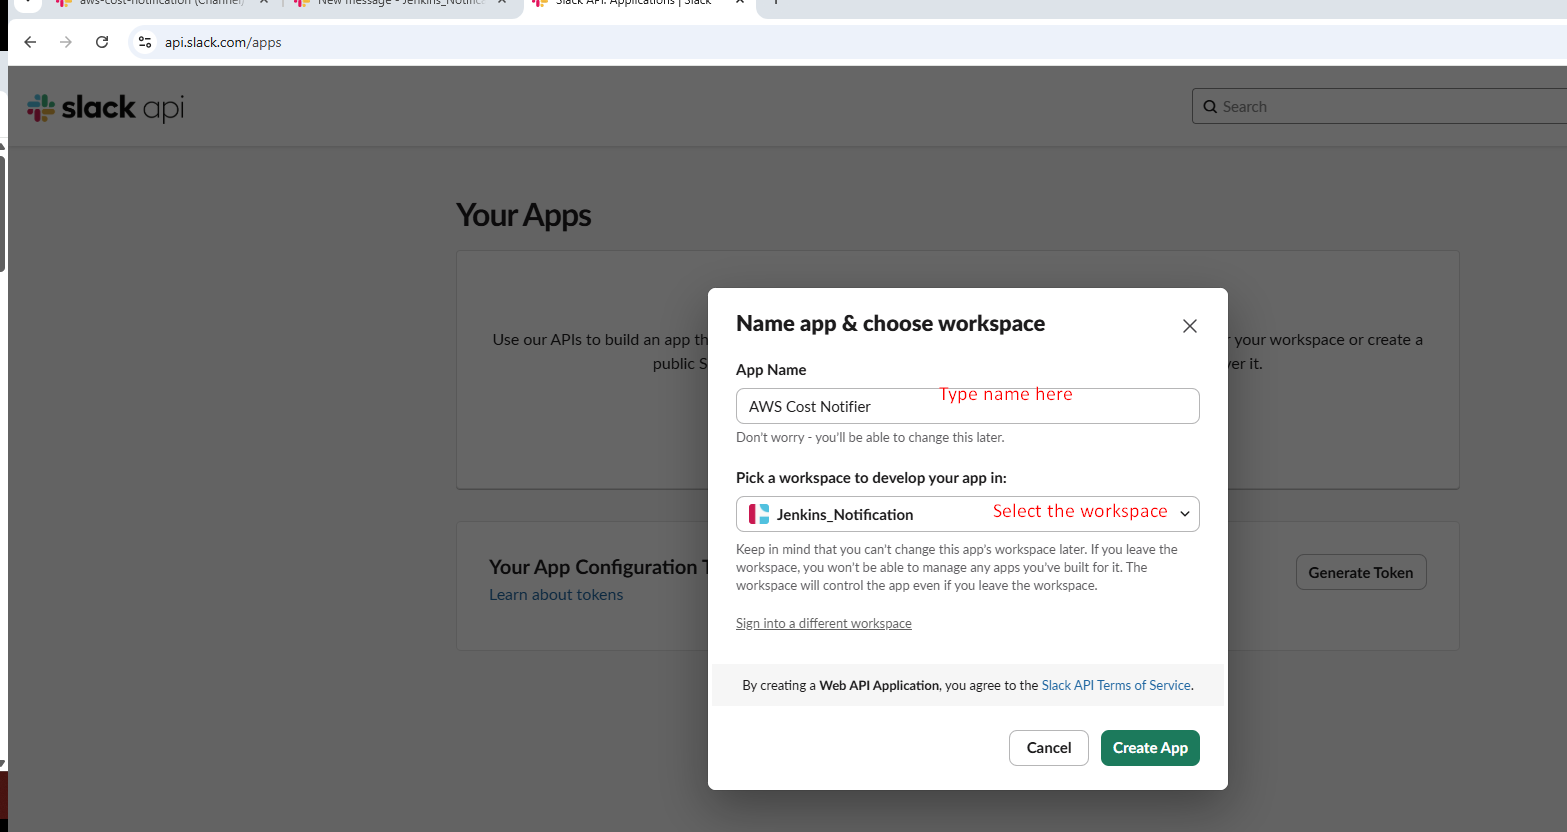 aws-cost-notification (Channel)
New message - Jenkins_Notific
Slack API: Applications | Slack
api.slack.com/apps
slack api
Search
Your Apps
Use our APIs to build an app th
r your workspace or create a
public S
ver it.
Name app & choose workspace
App Name
Type name here
AWS Cost Notifier
Don't worry - you'll be able to change this later.
Pick a workspace to develop your app in:
Jenkins_Notification
Select the workspace
Keep in mind that you can't change this app's workspace later. If you leave the
workspace, you won't be able to manage any apps you've built for it. The
workspace will control the app even if you leave the workspace.
Sign into a different workspace
Your App Configuration T
Learn about tokens
Generate Token
By creating a Web API Application, you agree to the Slack API Terms of Service.
Cancel
Create App